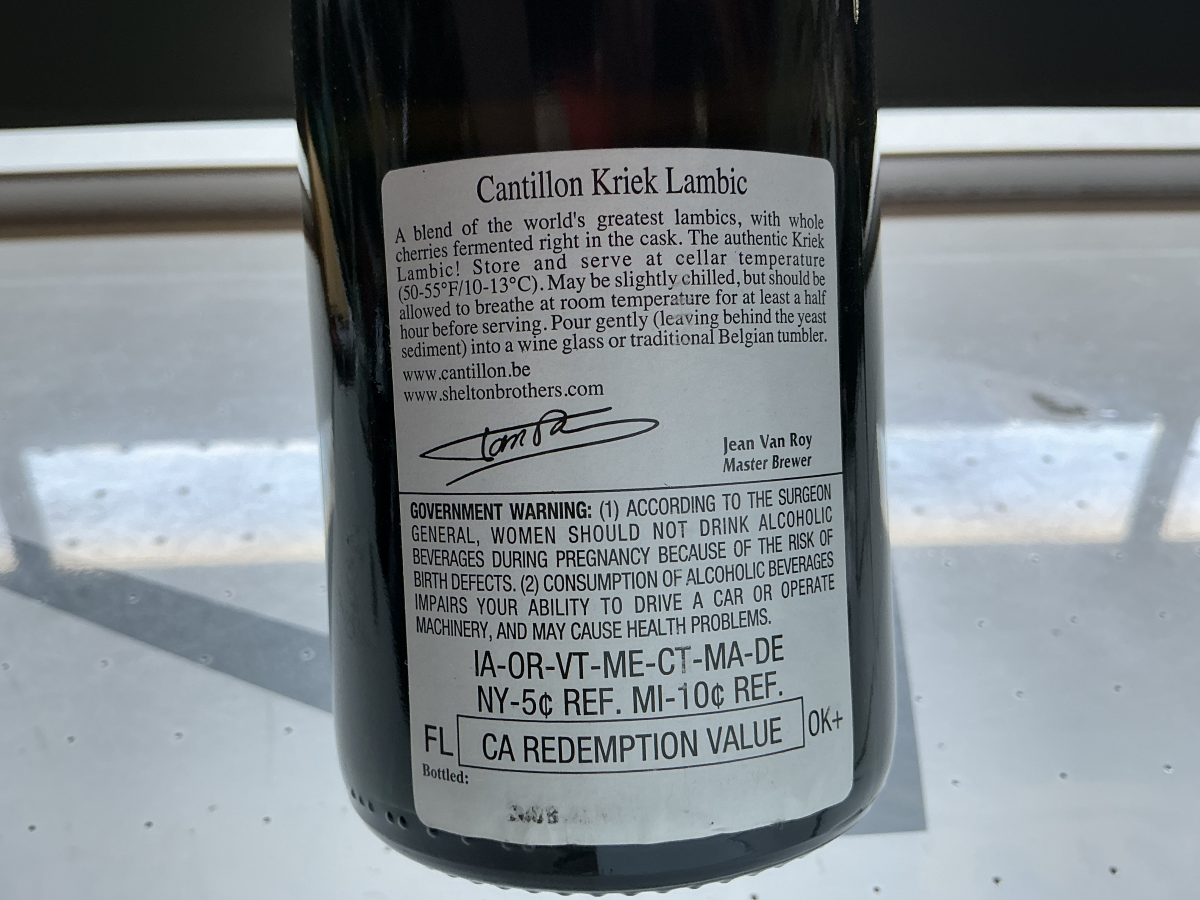 Cantillon Kriek Lambic
A blend of the world's greatest lambics, with whole
cherries fermented right in the cask. The authentic Kriek
Lambic! Store and serve at cellar temperature
(50-55°F/10-13°C). May be slightly chilled, but should be
allowed to breathe at room temperature for at least a half
hour before serving. Pour gently (leaving behind the yeast
sediment) into a wine glass or traditional Belgian tumbler.
www.cantillon.be
www.sheltonbrothers.com
Jean Van Roy
Master Brewer
GOVERNMENT WARNING: (1) ACCORDING TO THE SURGEON
GENERAL, WOMEN SHOULD NOT DRINK ALCOHOLIC
BEVERAGES DURING PREGNANCY BECAUSE OF THE RISK OF
BIRTH DEFECTS. (2) CONSUMPTION OF ALCOHOLIC BEVERAGES
IMPAIRS YOUR ABILITY TO DRIVE A CAR OR OPERATE
MACHINERY, AND MAY CAUSE HEALTH PROBLEMS.
IA-OR-VT-ME-CT-MA-DE
NY-5¢ REF. MI-10¢ REF.
FL CA REDEMPTION VALUE OK+
Bottled: